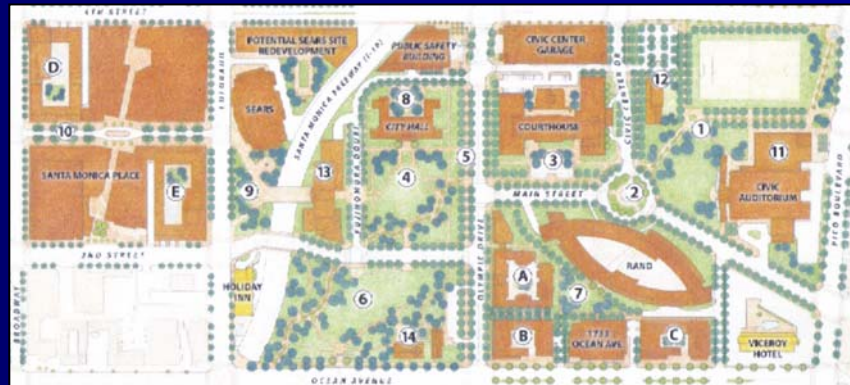 4TH STREET
POTENTIAL SEARS SITE
REDEVELOPMENT
PUBLIC SAFETY
BUILDING
CIVIC CENTER
GARAGE
D
COLORADO
SANTA MONICA FREEWAY (I-10)
CIVIC CENTER DR
12
8
SEARS
CITY HALL
COURTHOUSE
1
10
5
3
11
13
4
CIVIC
AUDITORIUM
SANTA MONICA PLACE
E
9
MAIN STREET
2
PICO BOULEVARD
2ND STREET
OLYMPIC DRIVE
A
RAND
BROADWAY
HOLIDAY
INN
6
7
14
B
1733
OCEAN AVE.
C
VICEROY
HOTEL
OCEAN AVENUE